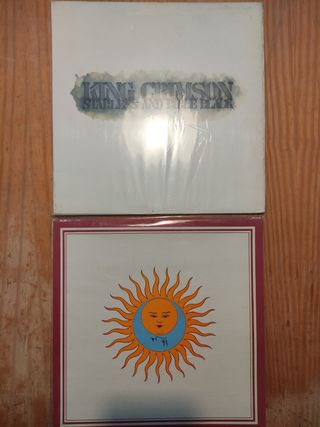 KING CRIMSON
STARLESS AND BIBLE BLACK